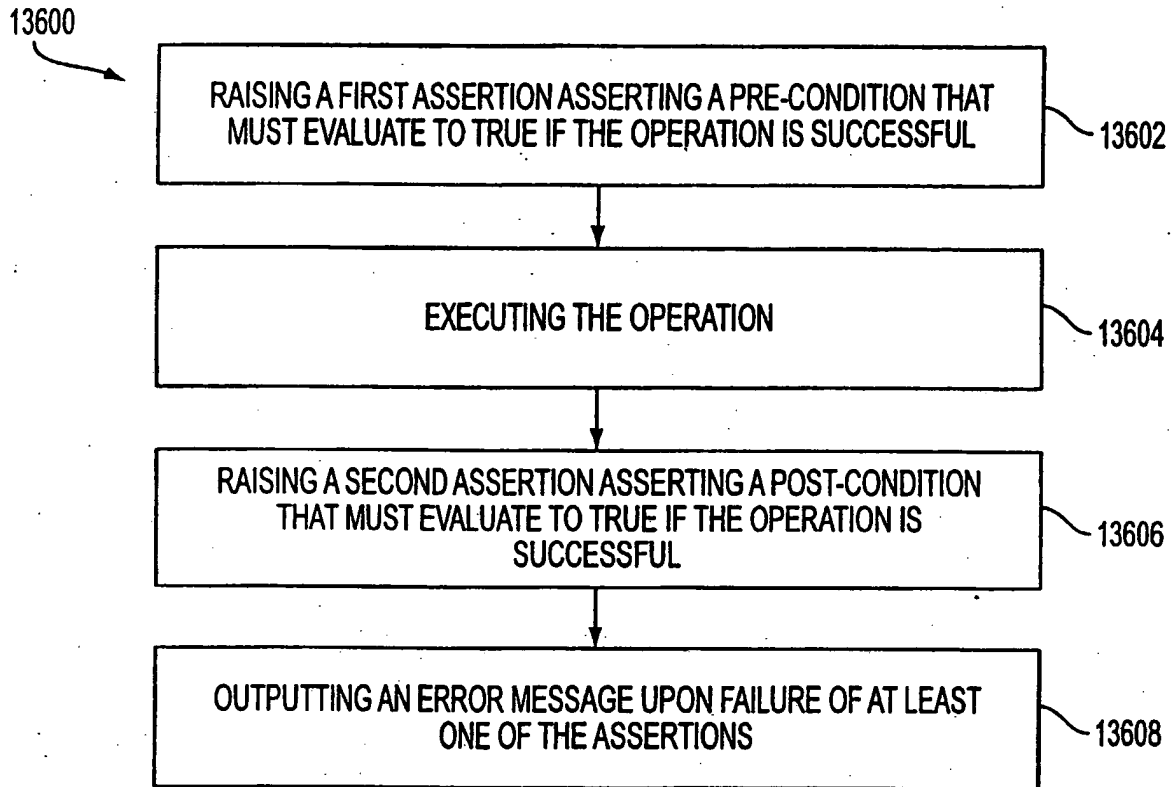 13600
RAISING A FIRST ASSERTION ASSERTING A PRE-CONDITION THAT
MUST EVALUATE TO TRUE IF THE OPERATION IS SUCCESSFUL
13602
EXECUTING THE OPERATION
13604
RAISING A SECOND ASSERTION ASSERTING A POST-CONDITION
THAT MUST EVALUATE TO TRUE IF THE OPERATION IS
SUCCESSFUL
13606
OUTPUTTING AN ERROR MESSAGE UPON FAILURE OF AT LEAST
ONE OF THE ASSERTIONS
13608